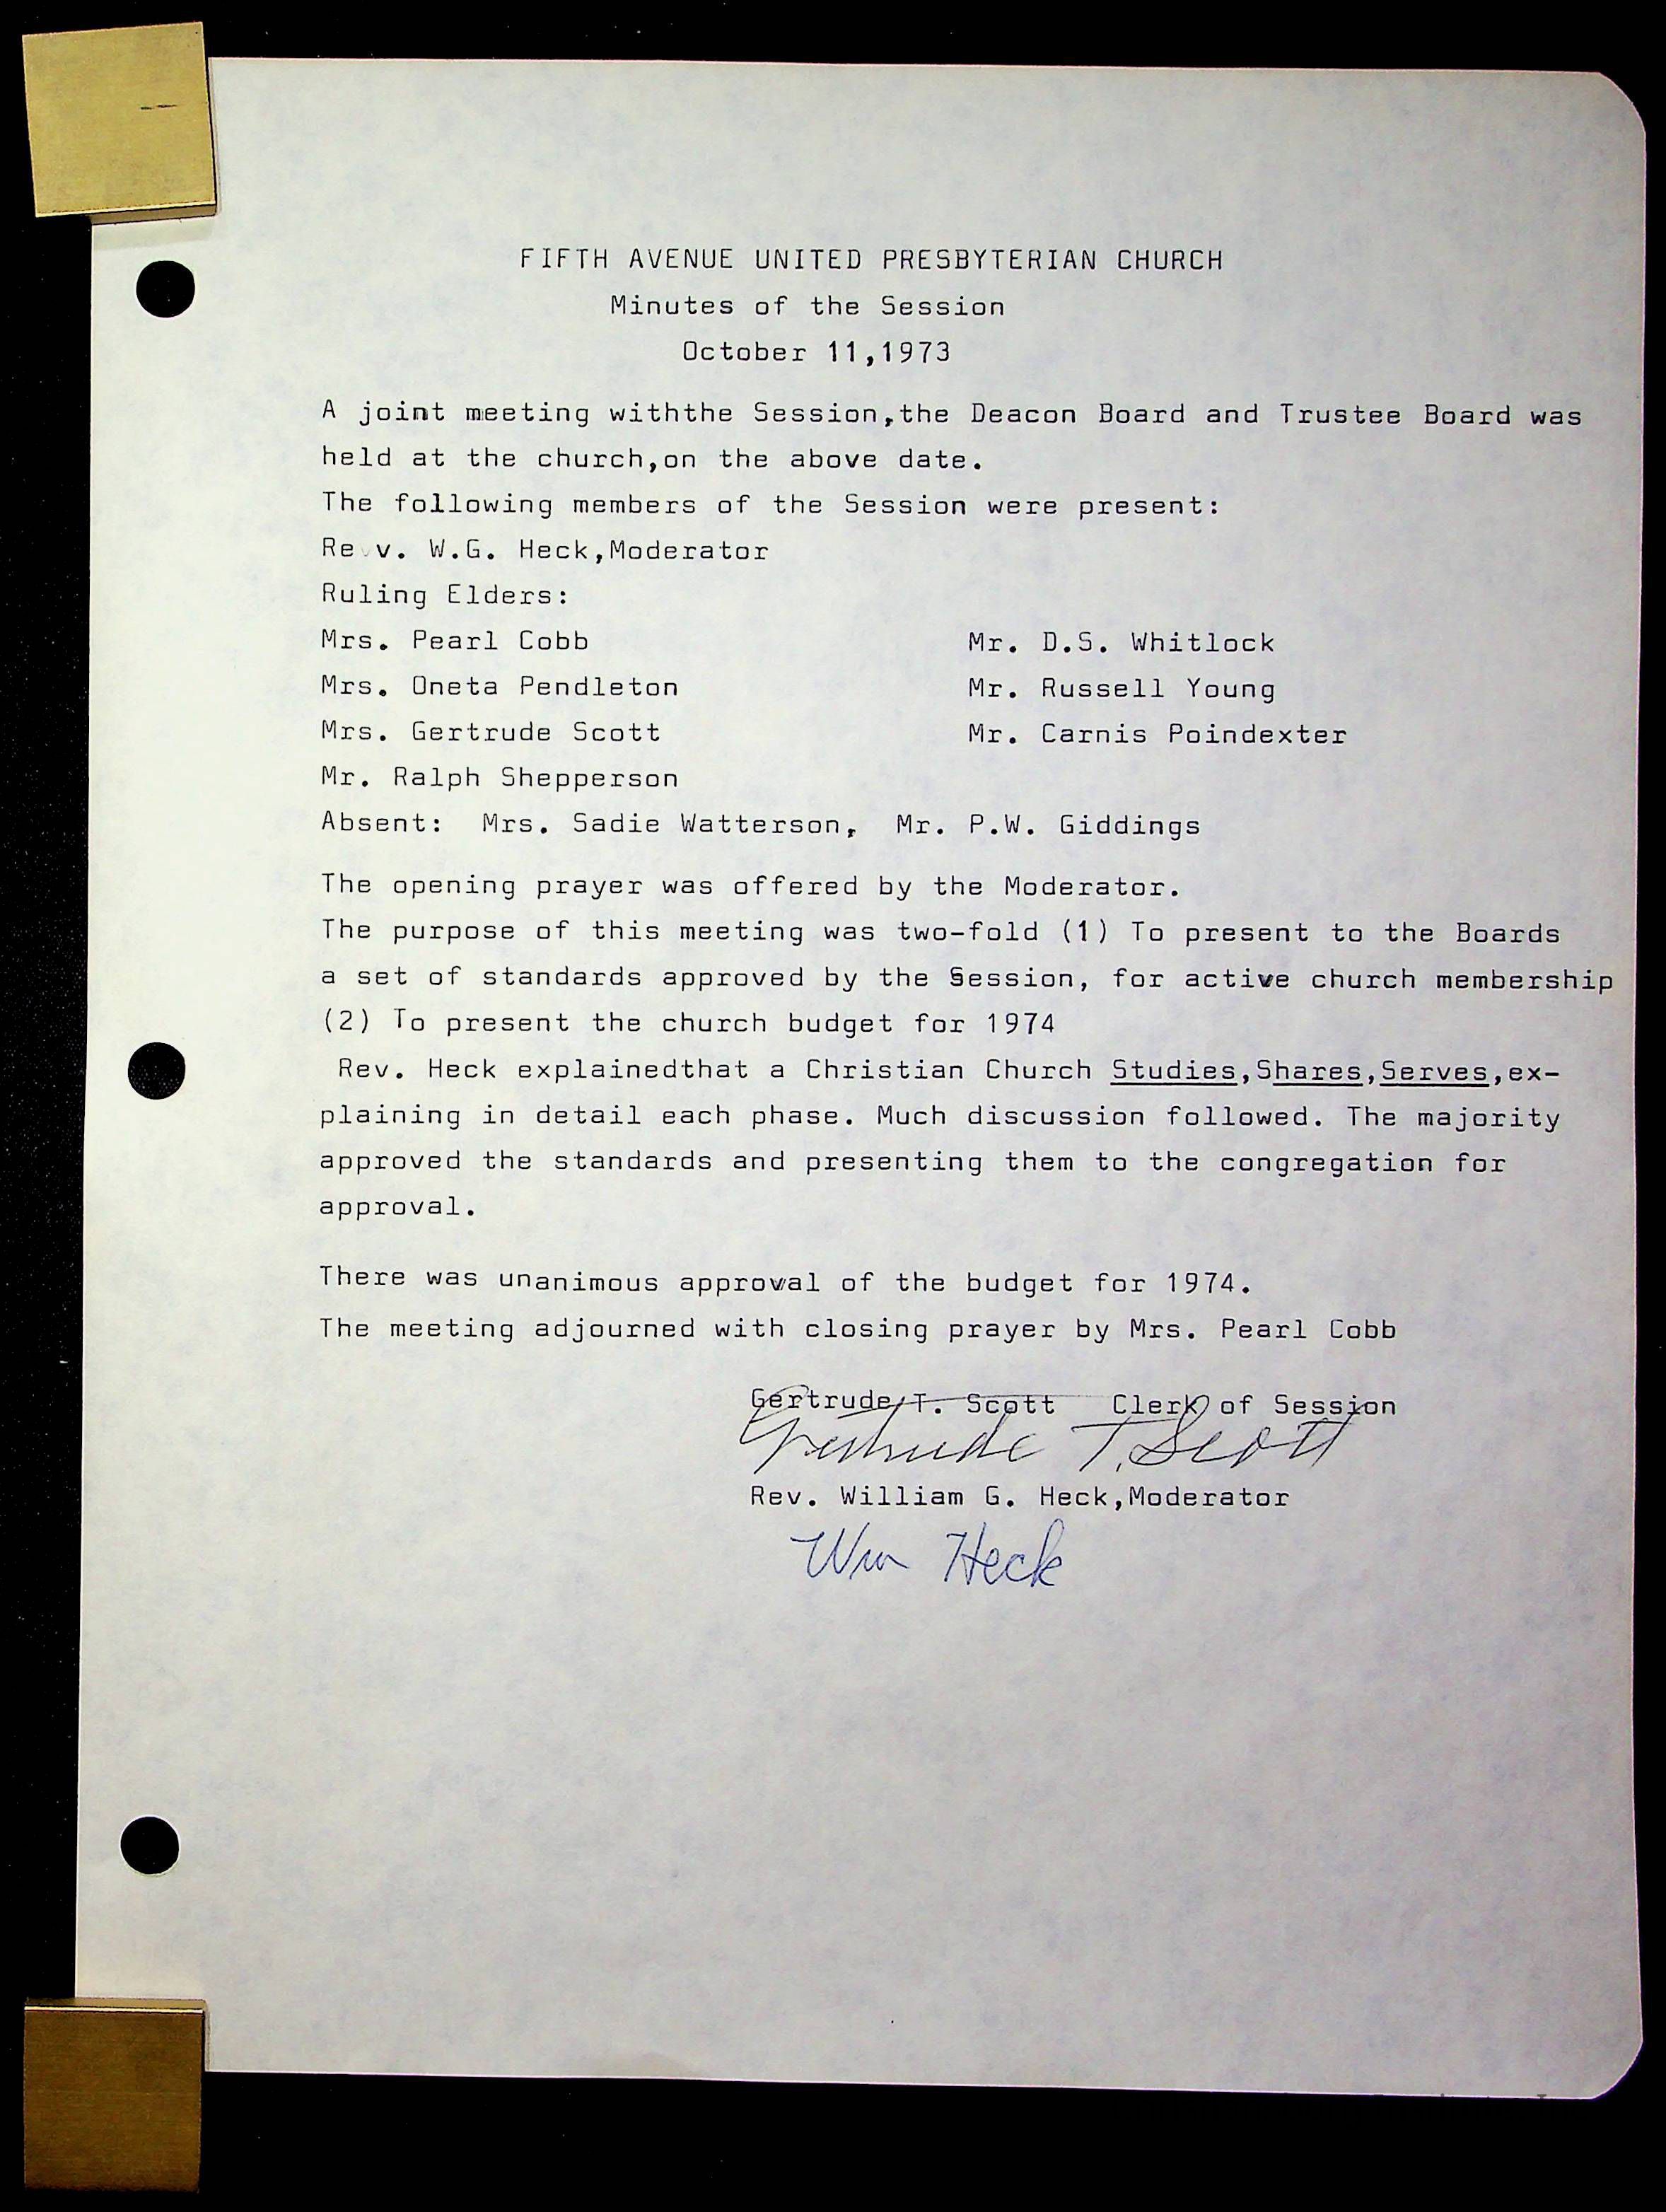 FIFTH AVENUE UNITED PRESBYTERIAN CHURCH
Minutes of the Session
October 11,1973
A joint meeting withthe Session,the Deacon Board and Trustee Board was
held at the church,on the above date.
The following members of the Session were present:
Re v. W.G. Heck,Moderator
Ruling Elders:
Mrs. Pearl Cobb Mr. D.S. Whitlock
Mrs. Oneta Pendleton Mr. Russell Young
Mrs. Gertrude Scott Mr. Carnis Poindexter
Mr. Ralph Shepperson
Absent: Mrs. Sadie Watterson, Mr. P.W. Giddings
The opening prayer was offered by the Moderator.
The purpose of this meeting was two-fold (1) To present to the Boards
a set of standards approved by the Session, for active church membership
(2) To present the church budget for 1974
Rev. Heck explainedthat a Christian Church Studies,Shares,Serves,ex-
plaining in detail each phase. Much discussion followed. The majority
approved the standards and presenting them to the congregation for
approval.
There was unanimous approval of the budget for 1974.
The meeting adjourned with closing prayer by Mrs. Pearl Cobb
Gertrude T. Scott Clerk of Session
Gertrude T. Scott
Rev. William G. Heck,Moderator
Wm Heck